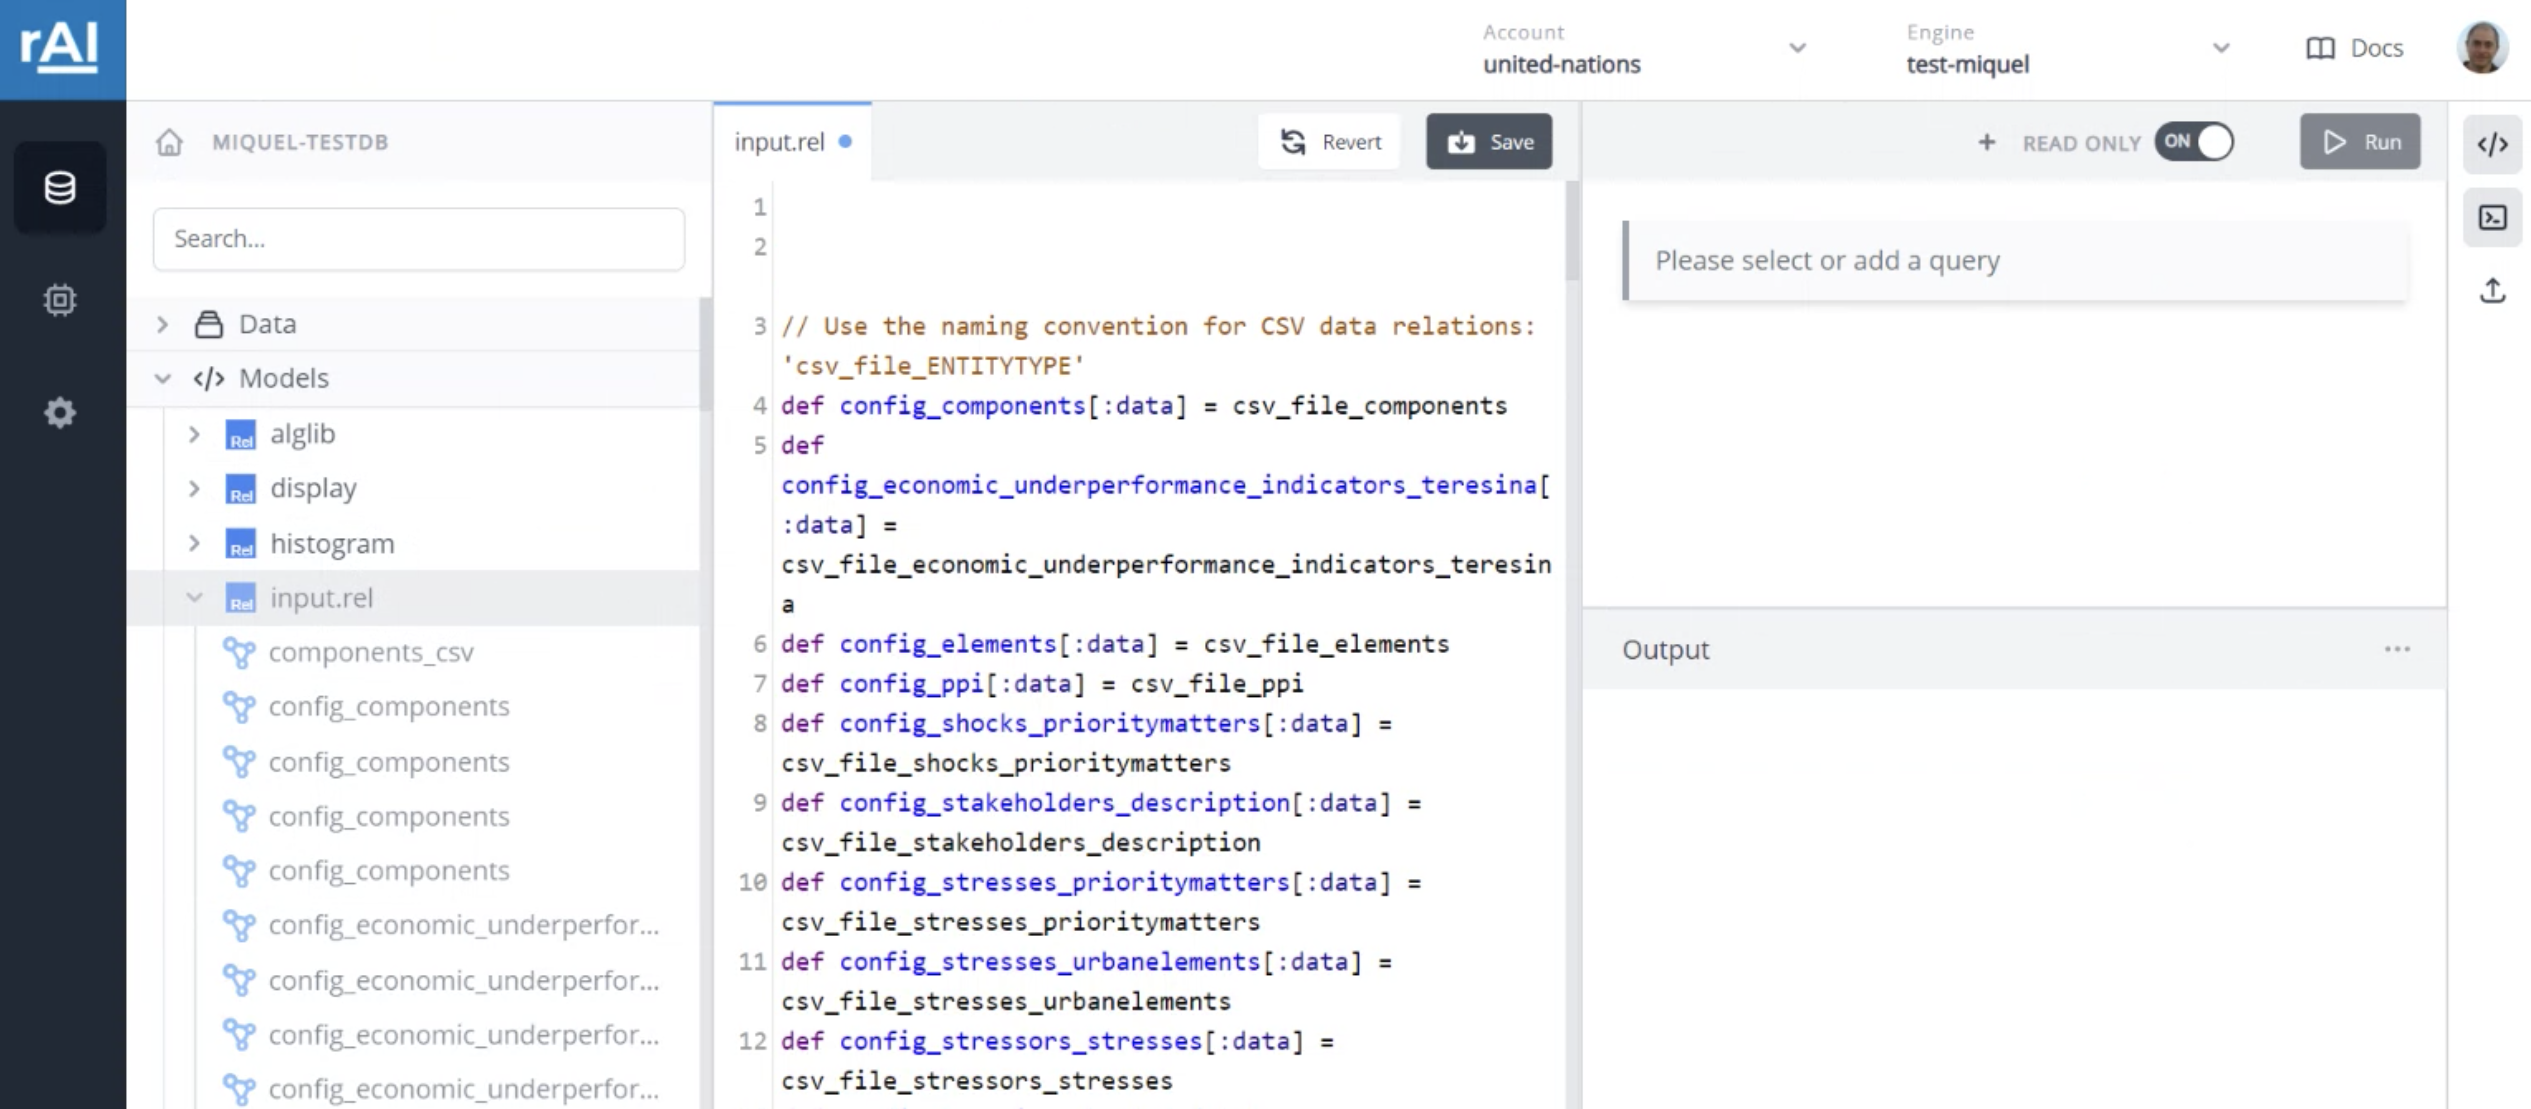 rAI
Account
united-nations
Engine
test-miquel
Docs
MIQUEL-TESTDB
Search...
Data
</> Models
Rel alglib
Rel display
Rel histogram
Rel input.rel
components_csv
config_components
config_components
config_components
config_components
config_economic_underperfor...
config_economic_underperfor...
config_economic_underperfor...
config_economic_underperfor...
input.rel
Revert
Save
1
2
3 // Use the naming convention for CSV data relations:
'csv_file_ENTITYTYPE'
4 def config_components[:data] = csv_file_components
5 def
config_economic_underperformance_indicators_teresina[
:data] =
csv_file_economic_underperformance_indicators_teresin
a
6 def config_elements[:data] = csv_file_elements
7 def config_ppi[:data] = csv_file_ppi
8 def config_shocks_prioritymatters[:data] =
csv_file_shocks_prioritymatters
9 def config_stakeholders_description[:data] =
csv_file_stakeholders_description
10 def config_stresses_prioritymatters[:data] =
csv_file_stresses_prioritymatters
11 def config_stresses_urbanelements[:data] =
csv_file_stresses_urbanelements
12 def config_stressors_stresses[:data] =
csv_file_stressors_stresses
+ READ ONLY ON
Run
</>
Please select or add a query
Output
...